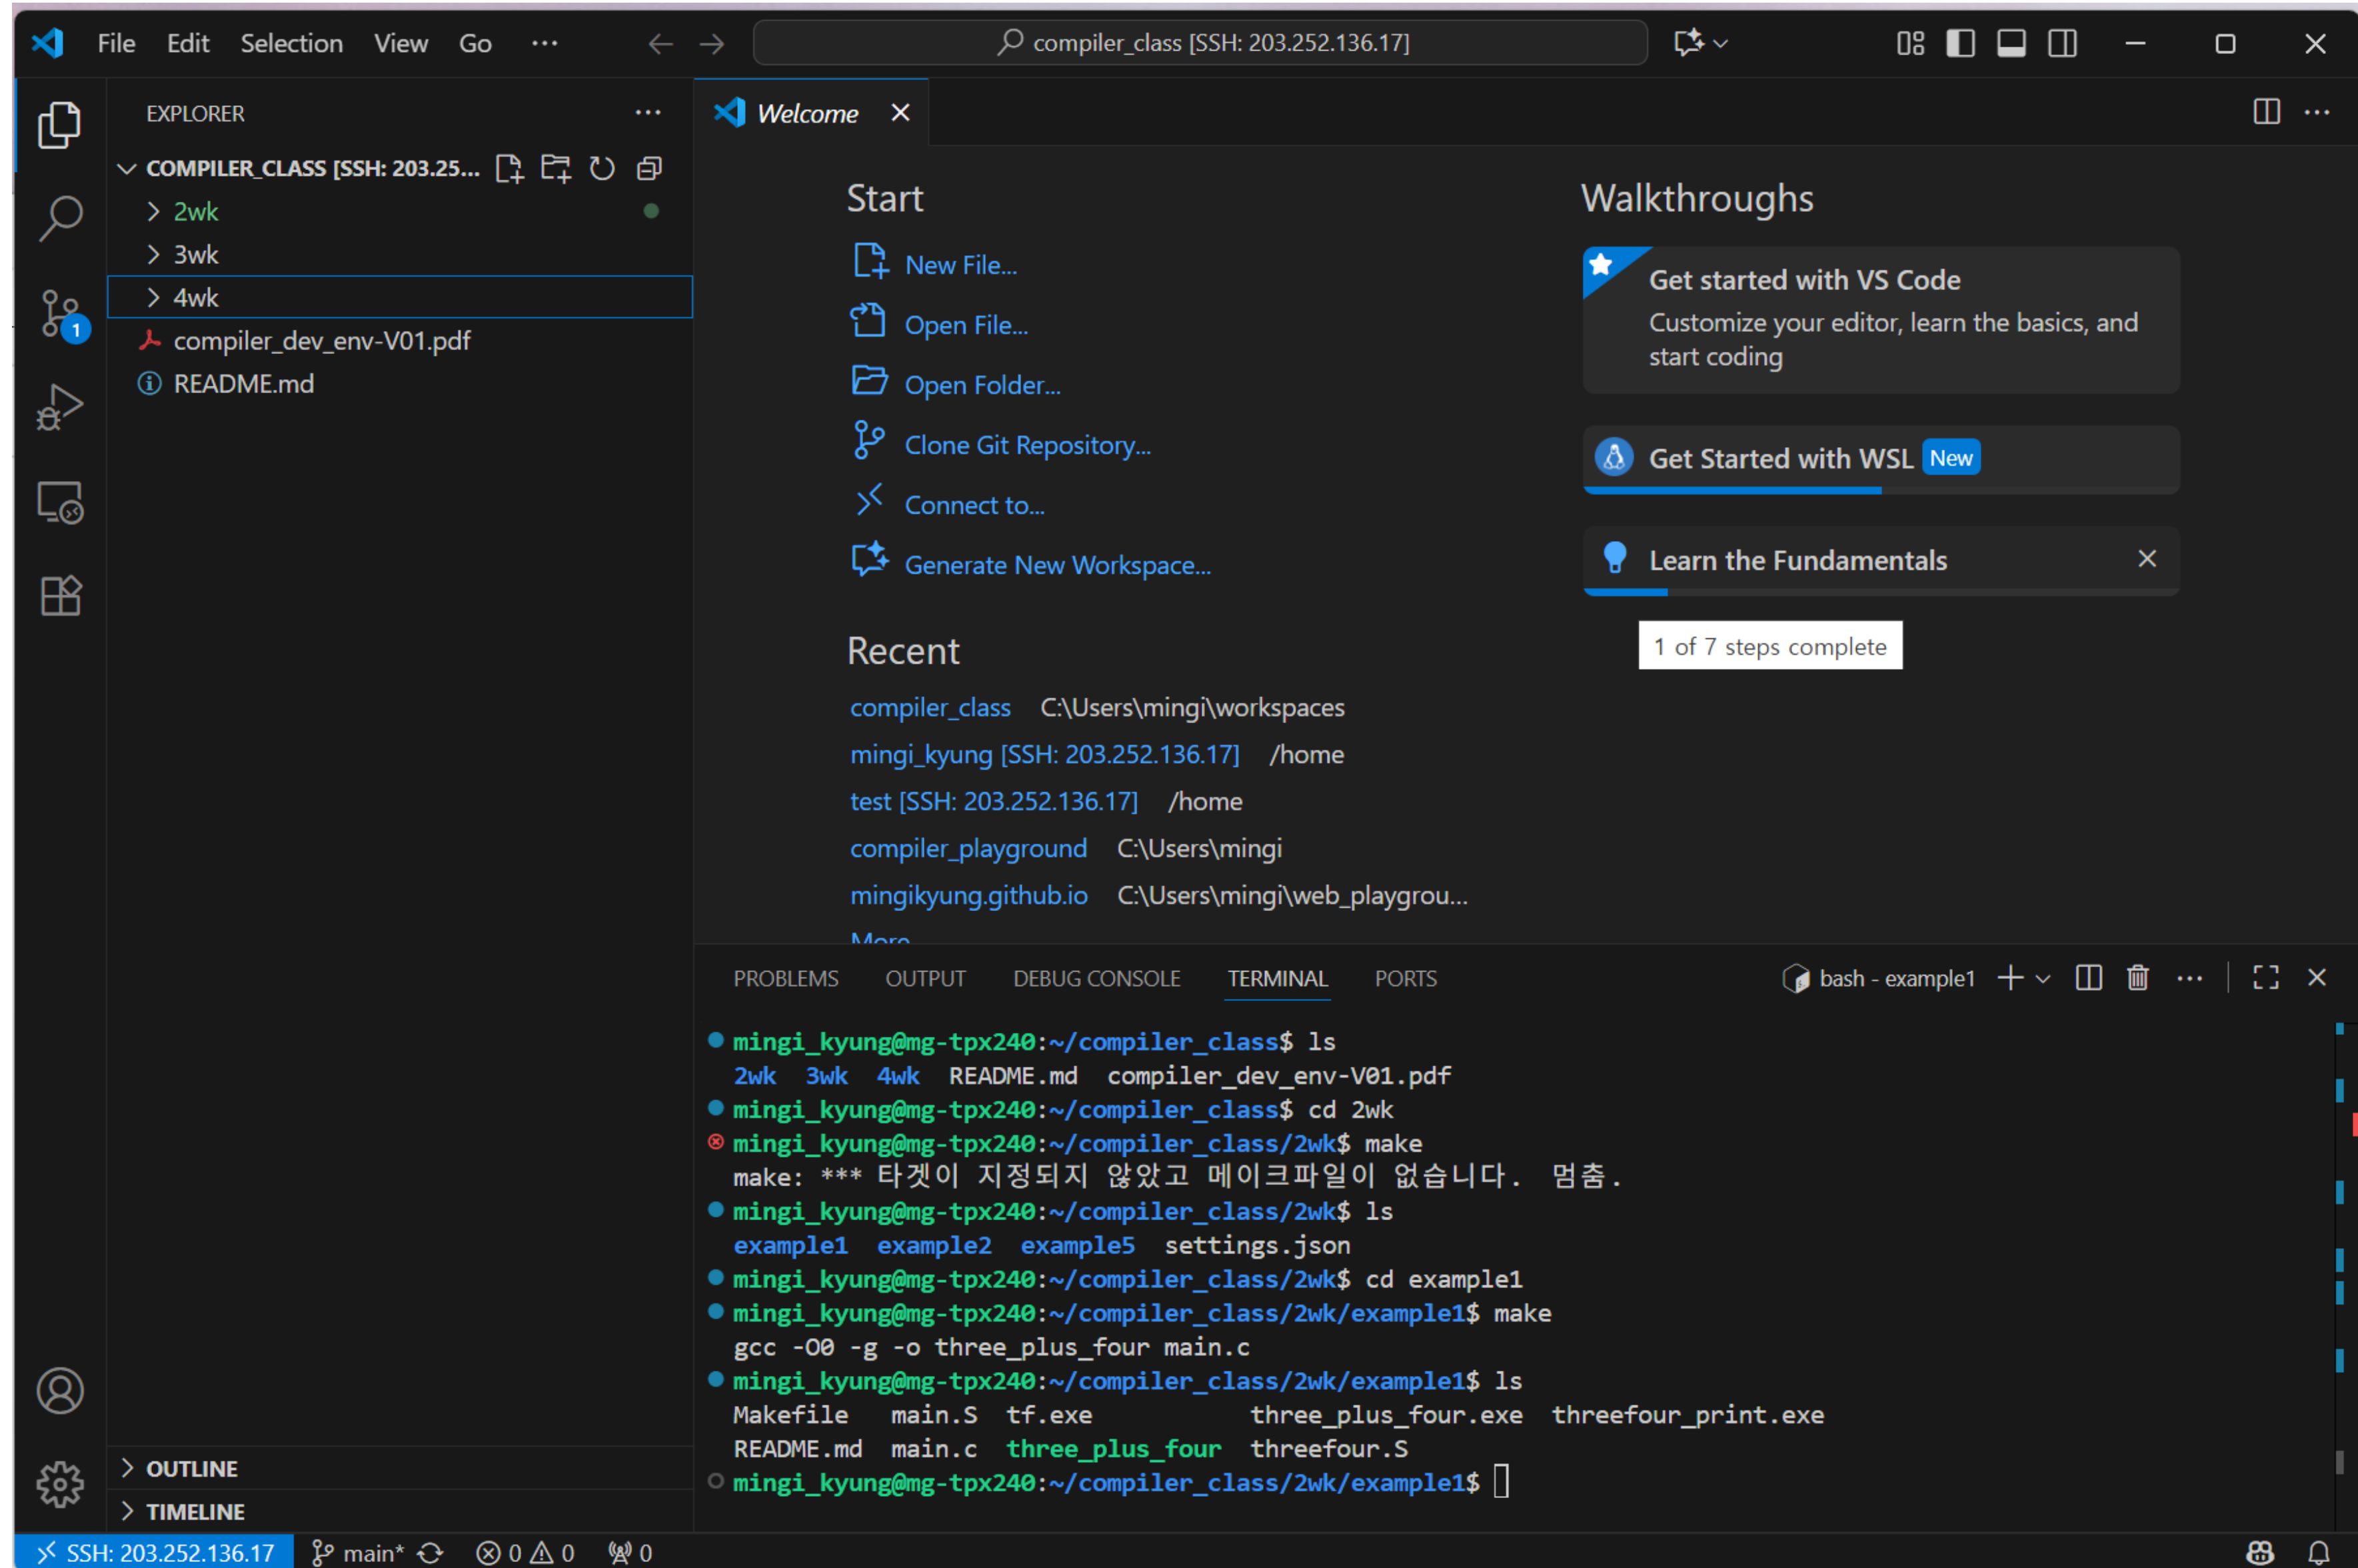 File Edit Selection View Go ··· compiler_class [SSH: 203.252.136.17]
EXPLORER
COMPILER_CLASS [SSH: 203.25...
2wk
3wk
4wk
compiler_dev_env-V01.pdf
README.md
OUTLINE
TIMELINE
1
Welcome
Start
New File...
Open File...
Open Folder...
Clone Git Repository...
Connect to...
Generate New Workspace...
Recent
compiler_class C:\Users\mingi\workspaces
mingi_kyung [SSH: 203.252.136.17] /home
test [SSH: 203.252.136.17] /home
compiler_playground C:\Users\mingi
mingikyung.github.io C:\Users\mingi\web_playgrou...
More
Walkthroughs
Get started with VS Code
Customize your editor, learn the basics, and
start coding
Get Started with WSL New
Learn the Fundamentals
1 of 7 steps complete
PROBLEMS OUTPUT DEBUG CONSOLE TERMINAL PORTS bash - example1
mingi_kyung@mg-tpx240:~/compiler_class$ ls
2wk 3wk 4wk README.md compiler_dev_env-V01.pdf
mingi_kyung@mg-tpx240:~/compiler_class$ cd 2wk
mingi_kyung@mg-tpx240:~/compiler_class/2wk$ make
make: *** 타겟이 지정되지 않았고 메이크파일이 없습니다. 멈춤.
mingi_kyung@mg-tpx240:~/compiler_class/2wk$ ls
example1 example2 example5 settings.json
mingi_kyung@mg-tpx240:~/compiler_class/2wk$ cd example1
mingi_kyung@mg-tpx240:~/compiler_class/2wk/example1$ make
gcc -O0 -g -o three_plus_four main.c
mingi_kyung@mg-tpx240:~/compiler_class/2wk/example1$ ls
Makefile main.S tf.exe three_plus_four.exe threefour_print.exe
README.md main.c three_plus_four threefour.S
mingi_kyung@mg-tpx240:~/compiler_class/2wk/example1$
SSH: 203.252.136.17 main* 0 0 0